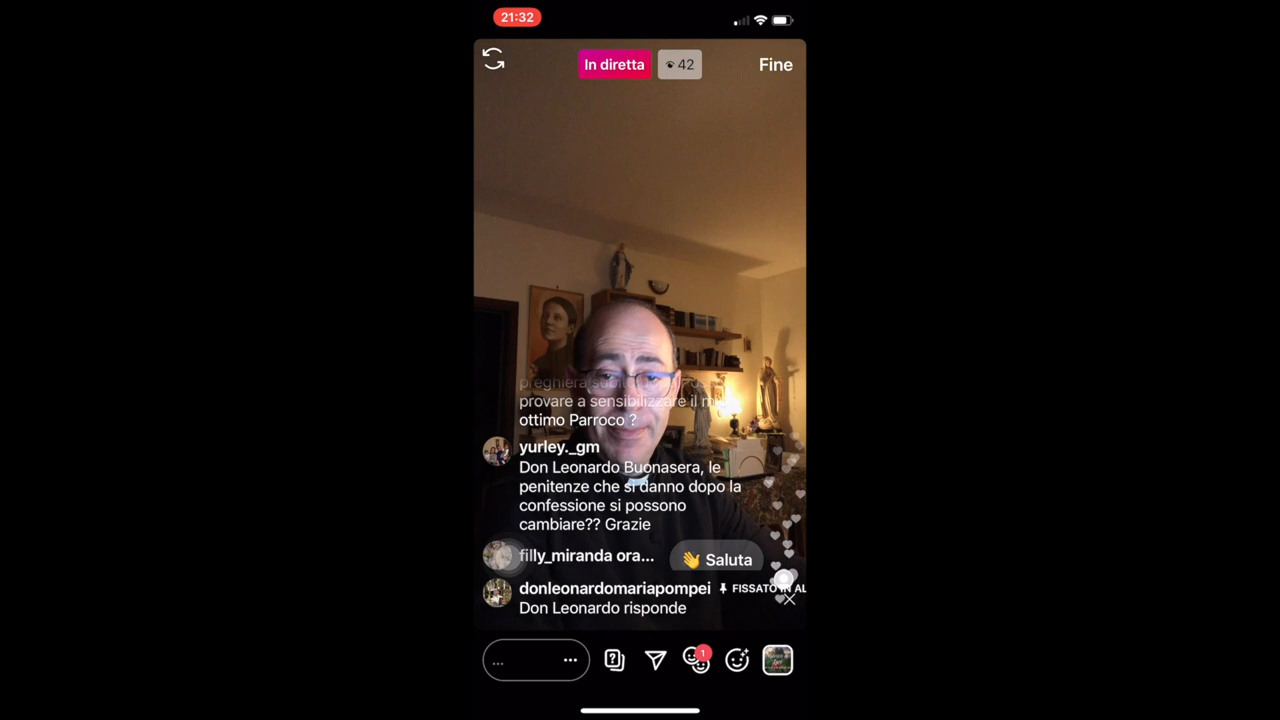 21:32
In diretta
42
Fine
preghiera
provare a sensibilizzare il
ottimo Parroco ?
yurley._gm
Don Leonardo Buonasera, le
penitenze che si danno dopo la
confessione si possono
cambiare?? Grazie
filly_miranda ora...
👋 Saluta
donleonardomariapompei FISSATO IN AL
Don Leonardo risponde
...
1